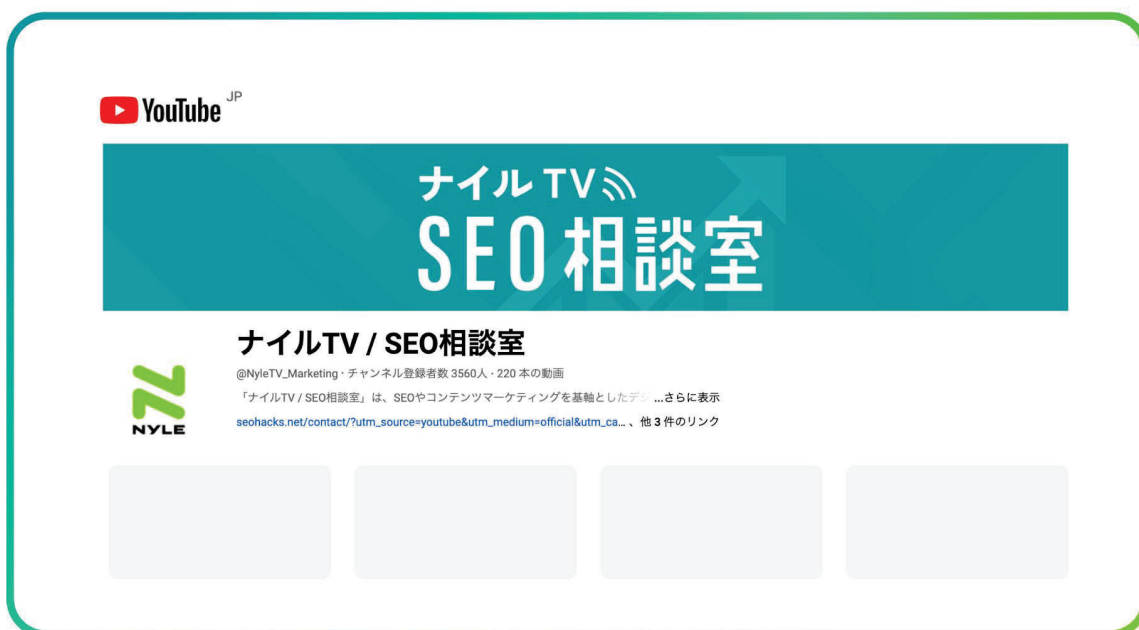 YouTube JP
ナイルTV
SEO相談室
ナイルTV / SEO相談室
@NyleTV_Marketing · チャンネル登録者数 3560人 · 220 本の動画
「ナイルTV / SEO相談室」は、SEOやコンテンツマーケティングを基軸としたデジ ...さらに表示
seohacks.net/contact/?utm_source=youtube&utm_medium=official&utm_ca... 、他 3 件のリンク
NYLE